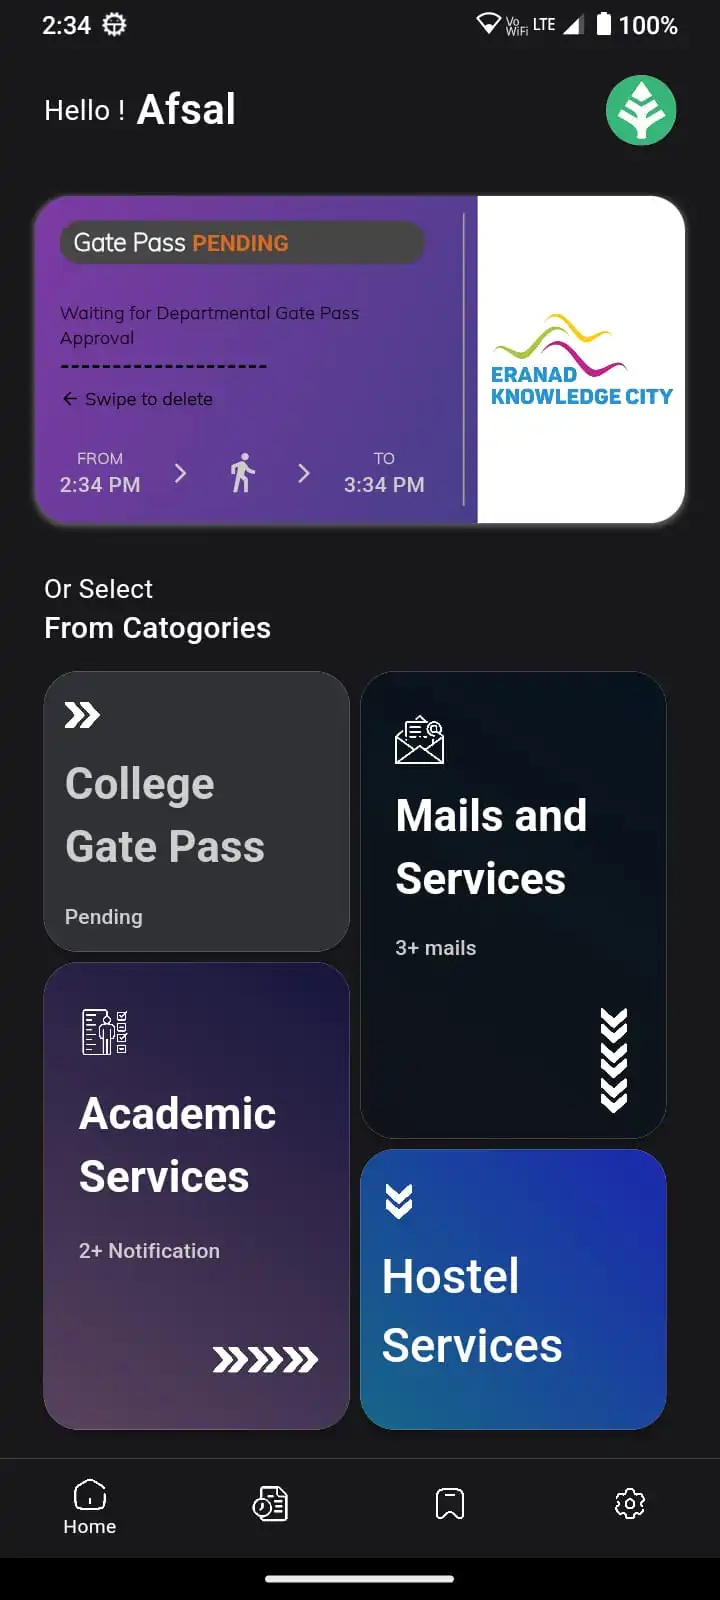 2:34
Vo WiFi LTE 100%
Hello ! Afsal
Gate Pass PENDING
Waiting for Departmental Gate Pass
Approval
--------------------
← Swipe to delete
FROM
2:34 PM
TO
3:34 PM
ERANAD
KNOWLEDGE CITY
Or Select
From Catogories
College
Gate Pass
Pending
Mails and
Services
3+ mails
Academic
Services
2+ Notification
Hostel
Services
Home